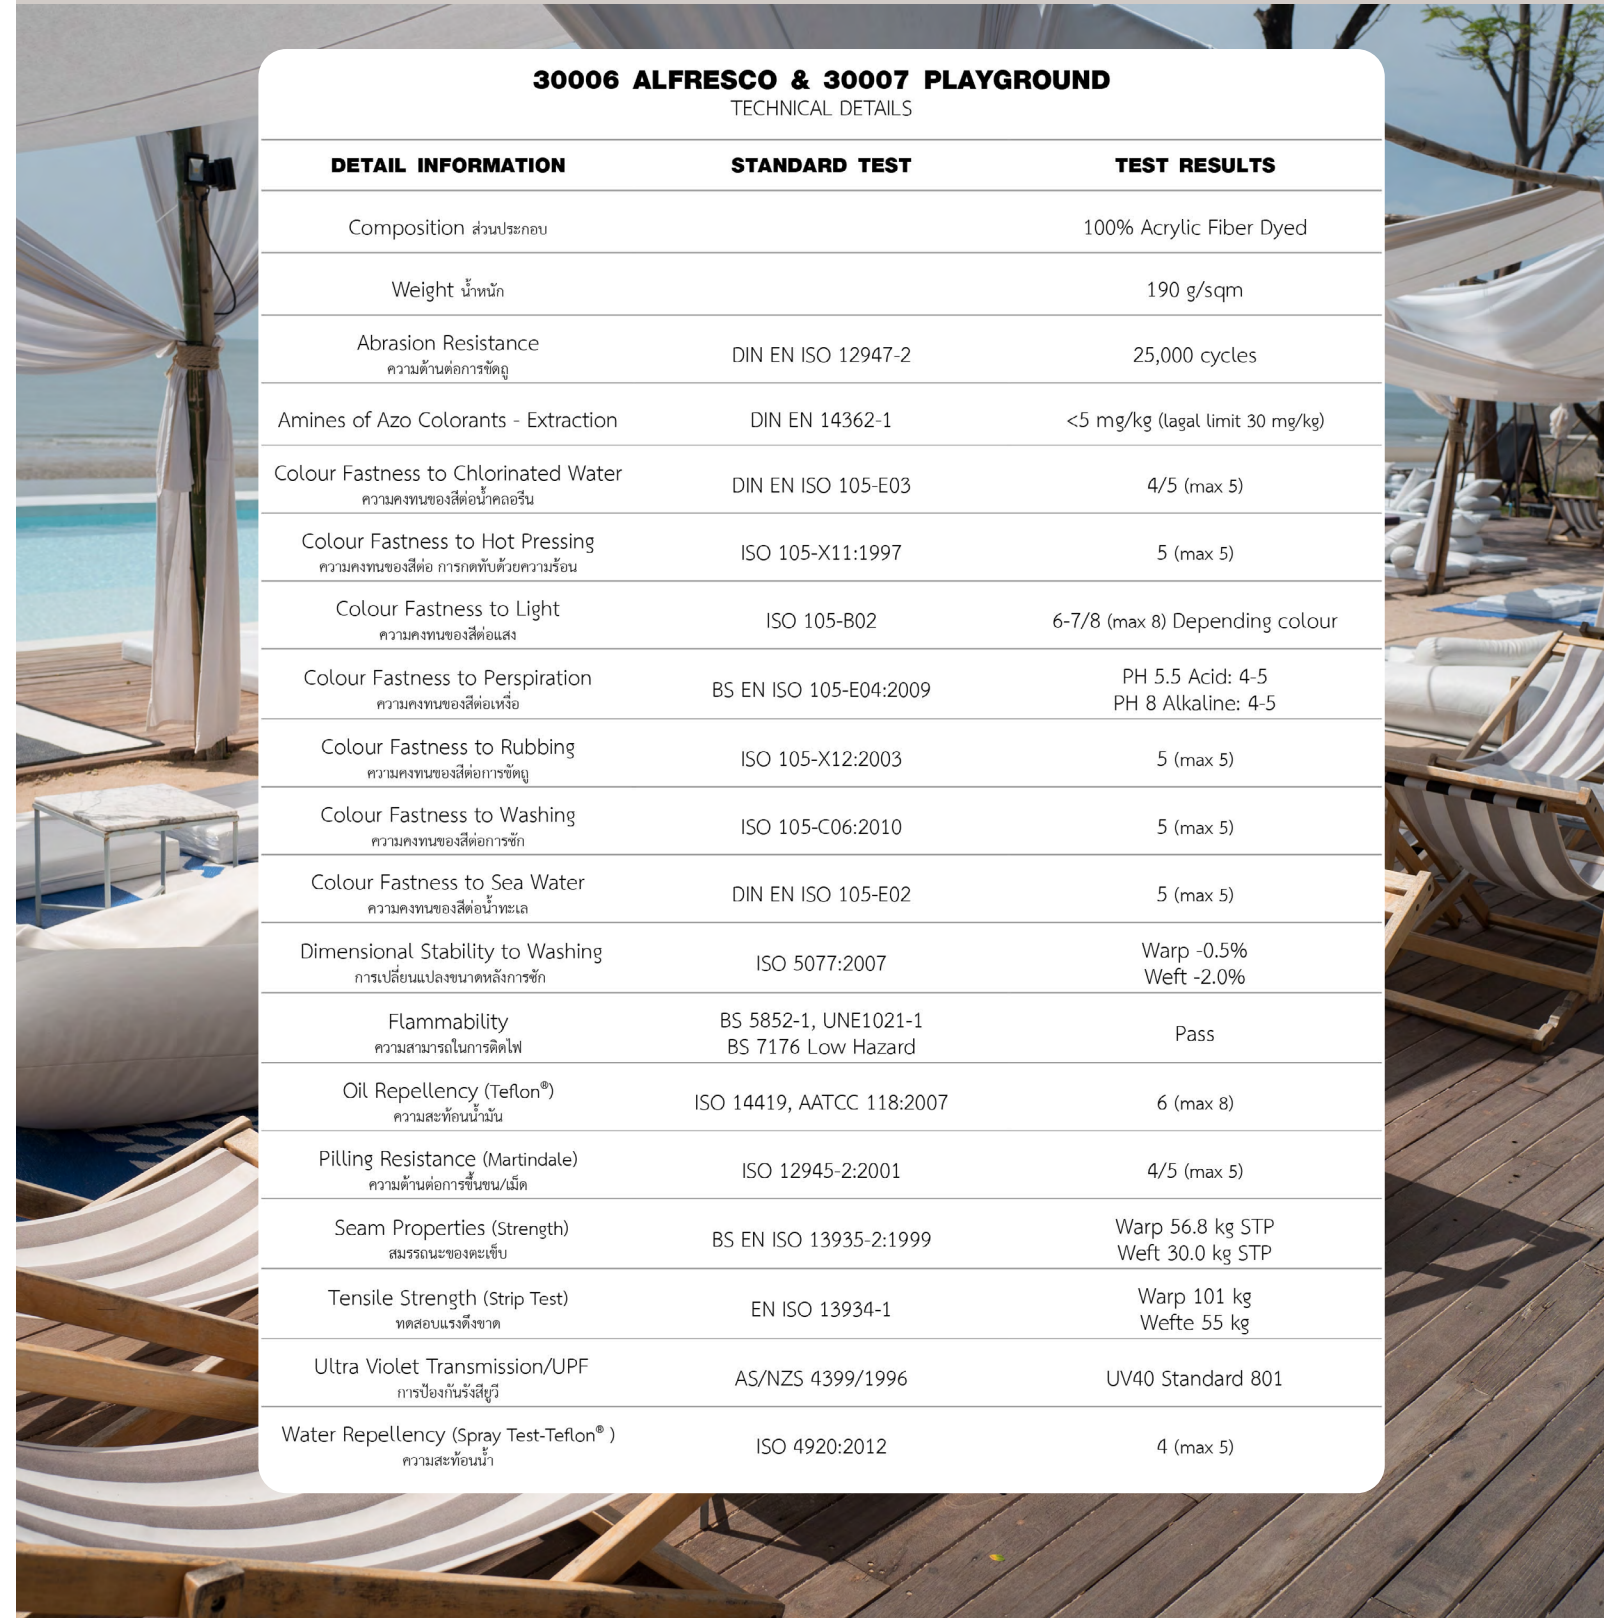 30006 ALFRESCO & 30007 PLAYGROUND
TECHNICAL DETAILS
DETAIL INFORMATION STANDARD TEST TEST RESULTS
Composition ส่วนประกอบ 100% Acrylic Fiber Dyed
Weight น้ำหนัก 190 g/sqm
Abrasion Resistance
ความต้านต่อการขัดถู
DIN EN ISO 12947-2 25,000 cycles
Amines of Azo Colorants - Extraction DIN EN 14362-1 <5 mg/kg (lagal limit 30 mg/kg)
Colour Fastness to Chlorinated Water
ความคงทนของสีต่อน้ำคลอรีน
DIN EN ISO 105-E03 4/5 (max 5)
Colour Fastness to Hot Pressing
ความคงทนของสีต่อ การกดทับด้วยความร้อน
ISO 105-X11:1997 5 (max 5)
Colour Fastness to Light
ความคงทนของสีต่อแสง
ISO 105-B02 6-7/8 (max 8) Depending colour
Colour Fastness to Perspiration
ความคงทนของสีต่อเหงื่อ
BS EN ISO 105-E04:2009
PH 5.5 Acid: 4-5
PH 8 Alkaline: 4-5
Colour Fastness to Rubbing
ความคงทนของสีต่อการขัดถู
ISO 105-X12:2003 5 (max 5)
Colour Fastness to Washing
ความคงทนของสีต่อการซัก
ISO 105-C06:2010 5 (max 5)
Colour Fastness to Sea Water
ความคงทนของสีต่อน้ำทะเล
DIN EN ISO 105-E02 5 (max 5)
Dimensional Stability to Washing
การเปลี่ยนแปลงขนาดหลังการซัก
ISO 5077:2007
Warp -0.5%
Weft -2.0%
Flammability
ความสามารถในการติดไฟ
BS 5852-1, UNE1021-1
BS 7176 Low Hazard
Pass
Oil Repellency (Teflon®)
ความสะท้อนน้ำมัน
ISO 14419, AATCC 118:2007 6 (max 8)
Pilling Resistance (Martindale)
ความต้านต่อการขึ้นขน/เม็ด
ISO 12945-2:2001 4/5 (max 5)
Seam Properties (Strength)
สมรรถนะของตะเข็บ
BS EN ISO 13935-2:1999
Warp 56.8 kg STP
Weft 30.0 kg STP
Tensile Strength (Strip Test)
ทดสอบแรงดึงขาด
EN ISO 13934-1
Warp 101 kg
Wefte 55 kg
Ultra Violet Transmission/UPF
การป้องกันรังสียูวี
AS/NZS 4399/1996 UV40 Standard 801
Water Repellency (Spray Test-Teflon® )
ความสะท้อนน้ำ
ISO 4920:2012 4 (max 5)